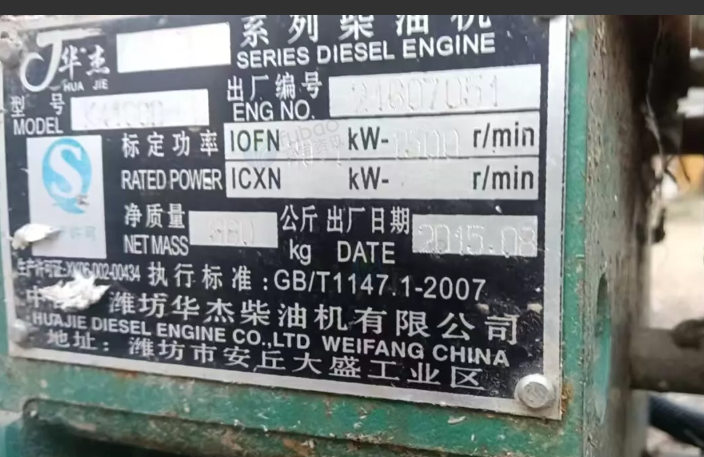 华杰
HUA JIE
系列柴油机
SERIES DIESEL ENGINE
型号
MODEL
出厂编号
ENG NO. 21607051
标定功率
RATED POWER
IOFN kW- r/min
ICXN kW- r/min
净质量
NET MASS
公斤
kg
出厂日期
DATE 2015.08
许可
执行标准:GB/T1147.1-2007
潍坊华杰柴油机有限公司
HUAJIE DIESEL ENGINE CO.,LTD WEIFANG CHINA
地址:潍坊市安丘大盛工业区